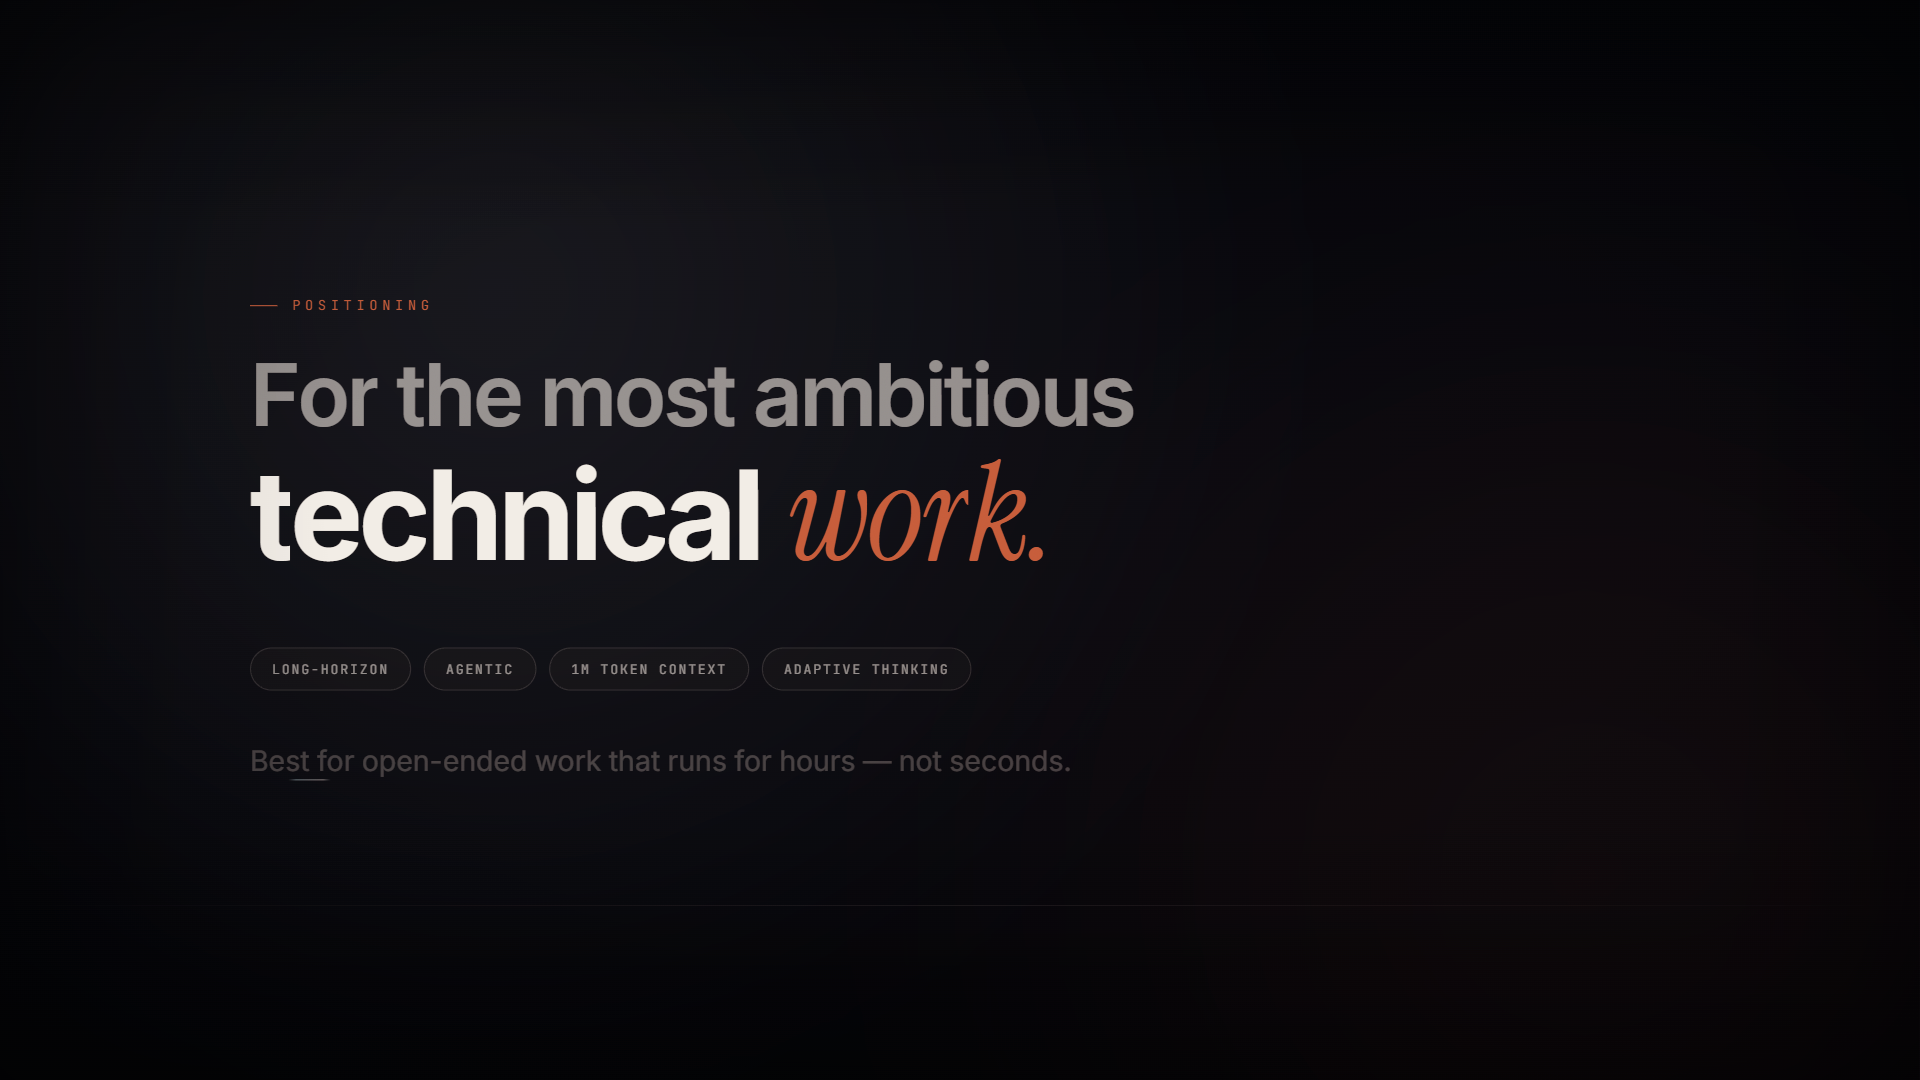 POSITIONING
For the most ambitious
technical work.
LONG-HORIZON AGENTIC 1M TOKEN CONTEXT ADAPTIVE THINKING
Best for open-ended work that runs for hours — not seconds.